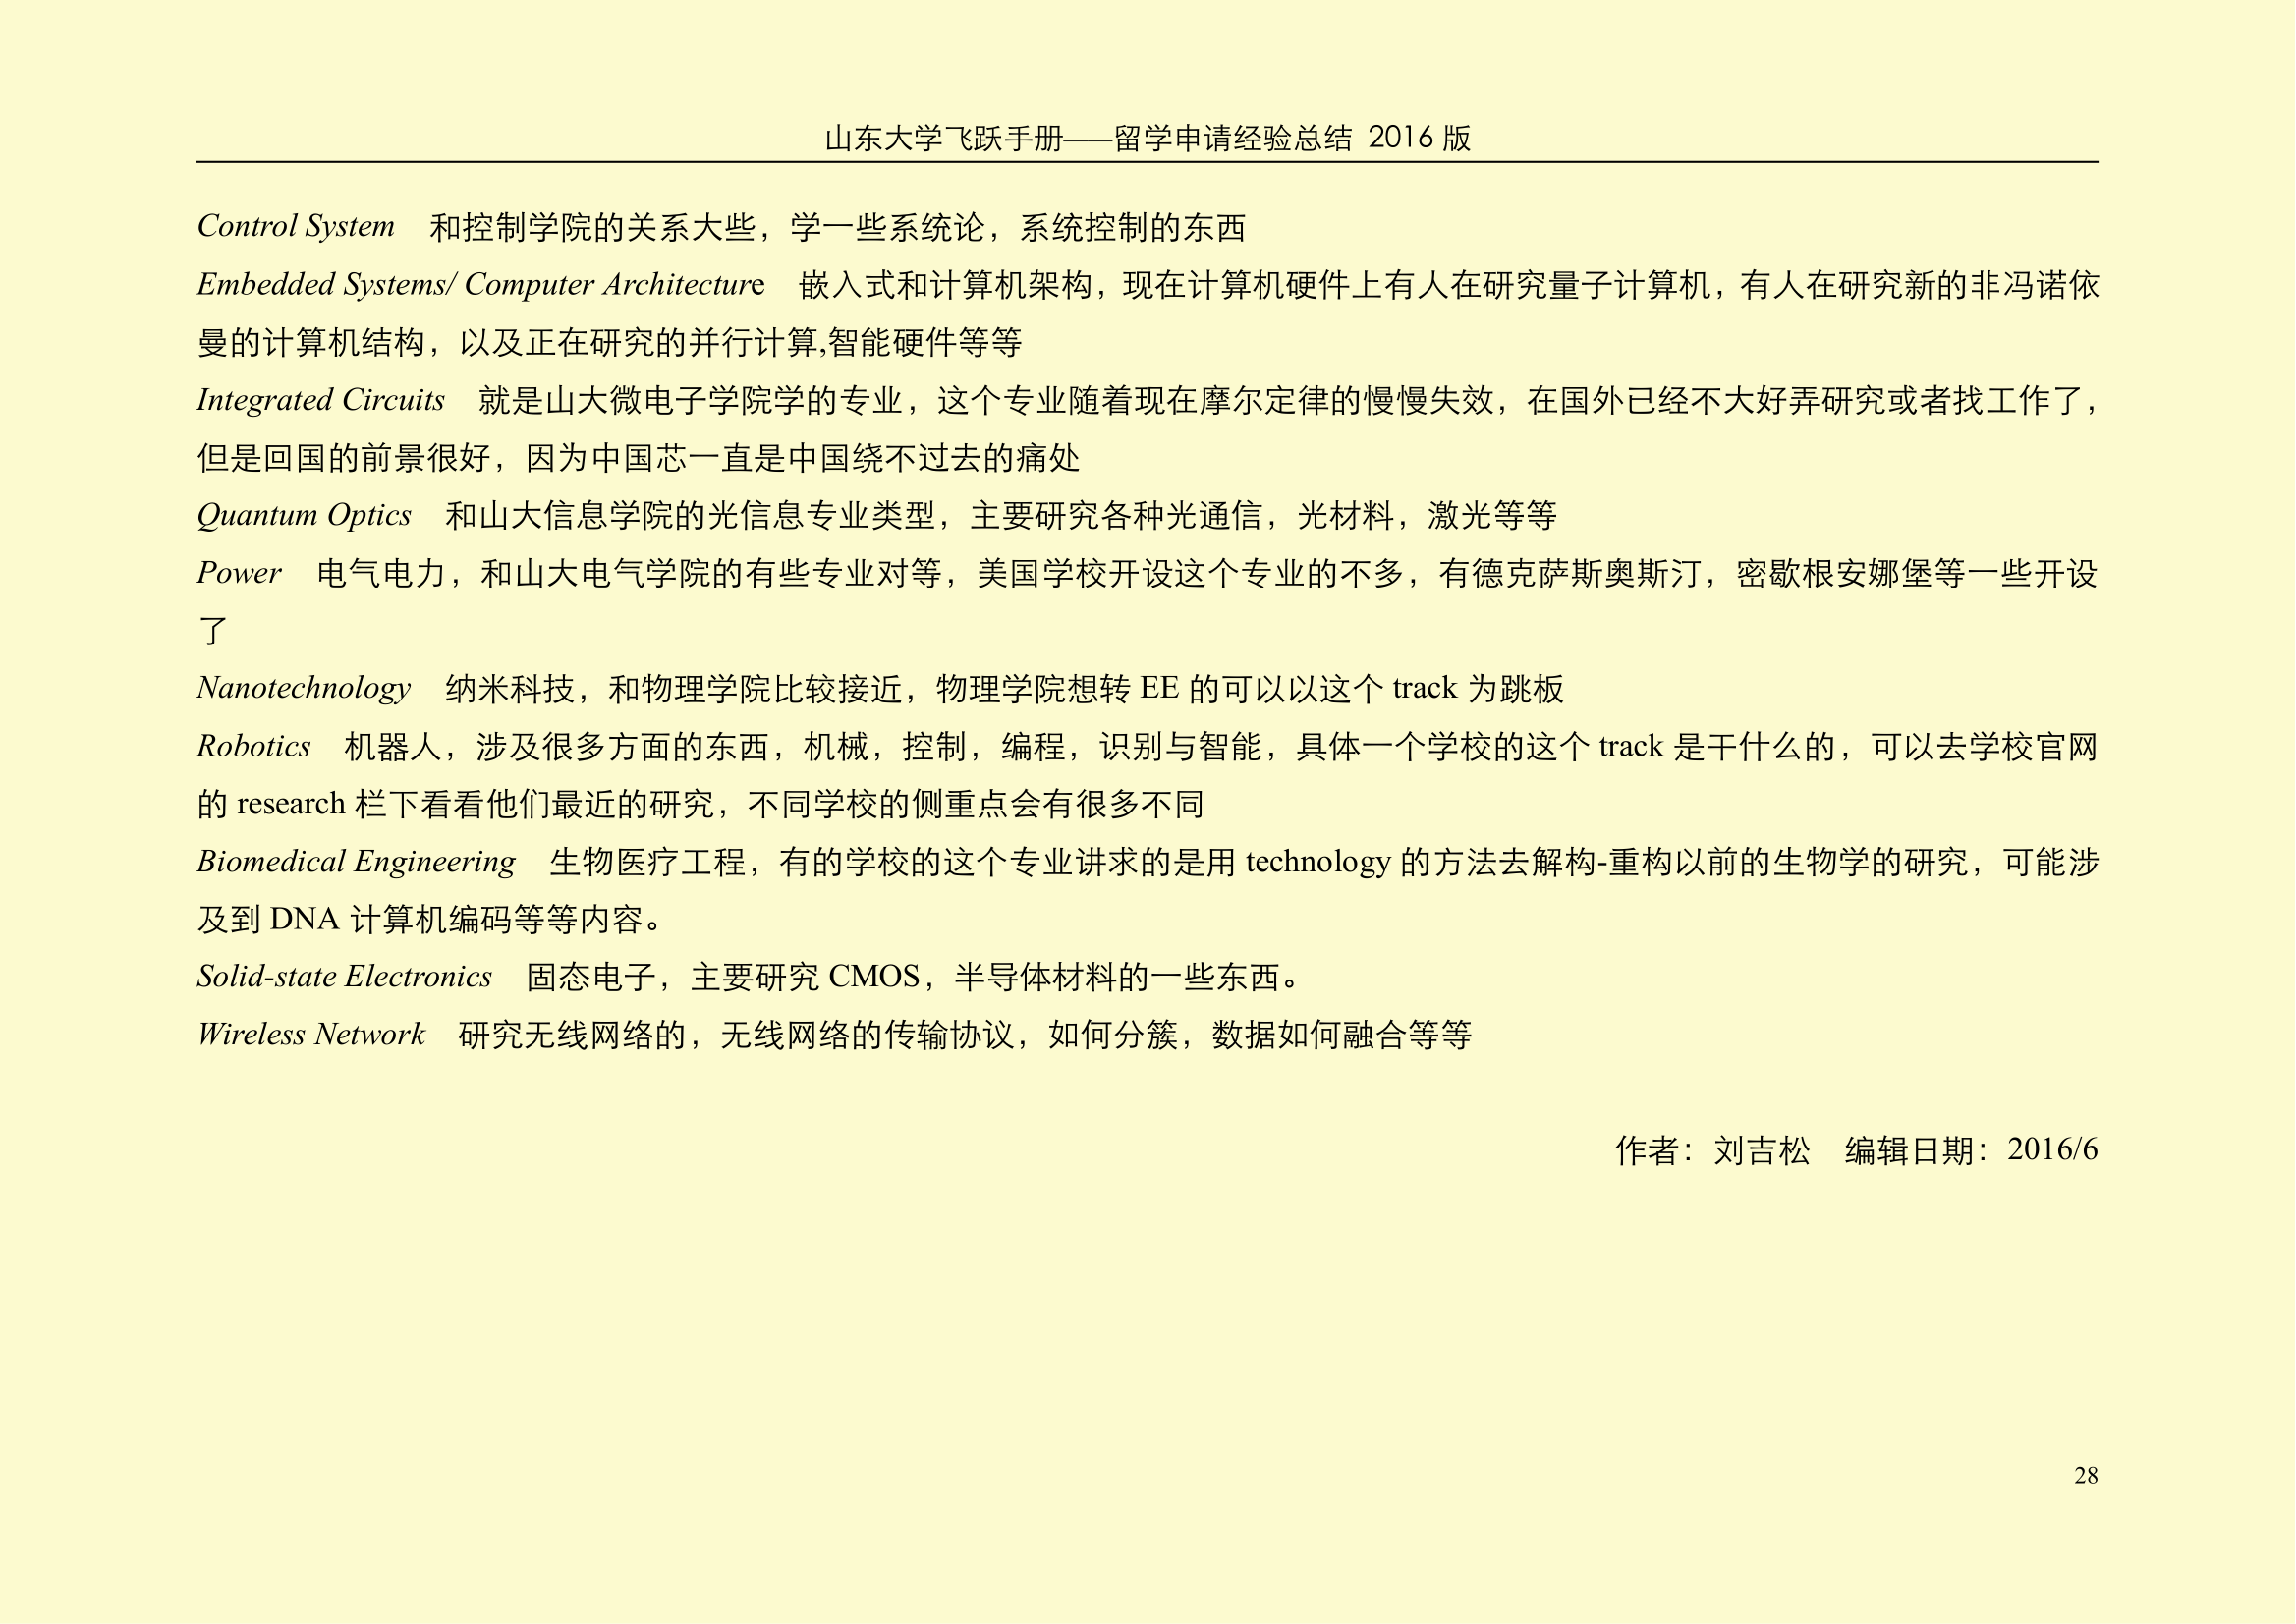 山东大学飞跃手册——留学申请经验总结 2016 版
Control System 和控制学院的关系大些，学一些系统论，系统控制的东西
Embedded Systems/ Computer Architecture 嵌入式和计算机架构，现在计算机硬件上有人在研究量子计算机，有人在研究新的非冯诺依
曼的计算机结构，以及正在研究的并行计算,智能硬件等等
Integrated Circuits 就是山大微电子学院学的专业，这个专业随着现在摩尔定律的慢慢失效，在国外已经不大好弄研究或者找工作了，
但是回国的前景很好，因为中国芯一直是中国绕不过去的痛处
Quantum Optics 和山大信息学院的光信息专业类型，主要研究各种光通信，光材料，激光等等
Power 电气电力，和山大电气学院的有些专业对等，美国学校开设这个专业的不多，有德克萨斯奥斯汀，密歇根安娜堡等一些开设
了
Nanotechnology 纳米科技，和物理学院比较接近，物理学院想转 EE 的可以以这个 track 为跳板
Robotics 机器人，涉及很多方面的东西，机械，控制，编程，识别与智能，具体一个学校的这个 track 是干什么的，可以去学校官网
的 research 栏下看看他们最近的研究，不同学校的侧重点会有很多不同
Biomedical Engineering 生物医疗工程，有的学校的这个专业讲求的是用 technology 的方法去解构-重构以前的生物学的研究，可能涉
及到 DNA 计算机编码等等内容。
Solid-state Electronics 固态电子，主要研究 CMOS，半导体材料的一些东西。
Wireless Network 研究无线网络的，无线网络的传输协议，如何分簇，数据如何融合等等
作者：刘吉松 编辑日期：2016/6
28